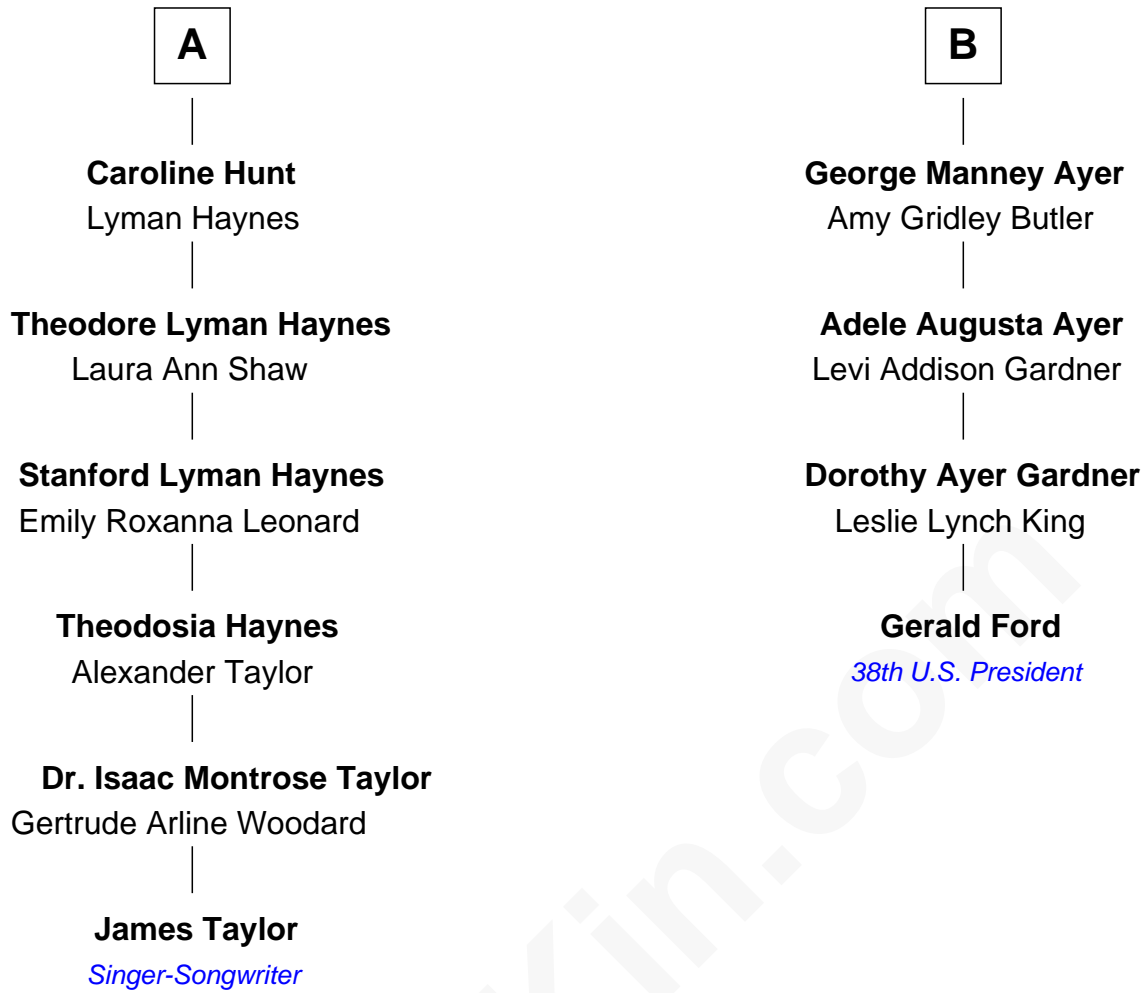 A
Caroline Hunt
Lyman Haynes
Theodore Lyman Haynes
Laura Ann Shaw
Stanford Lyman Haynes
Emily Roxanna Leonard
Theodosia Haynes
Alexander Taylor
Dr. Isaac Montrose Taylor
Gertrude Arline Woodard
James Taylor
Singer-Songwriter
B
George Manney Ayer
Amy Gridley Butler
Adele Augusta Ayer
Levi Addison Gardner
Dorothy Ayer Gardner
Leslie Lynch King
Gerald Ford
38th U.S. President
Kin.com